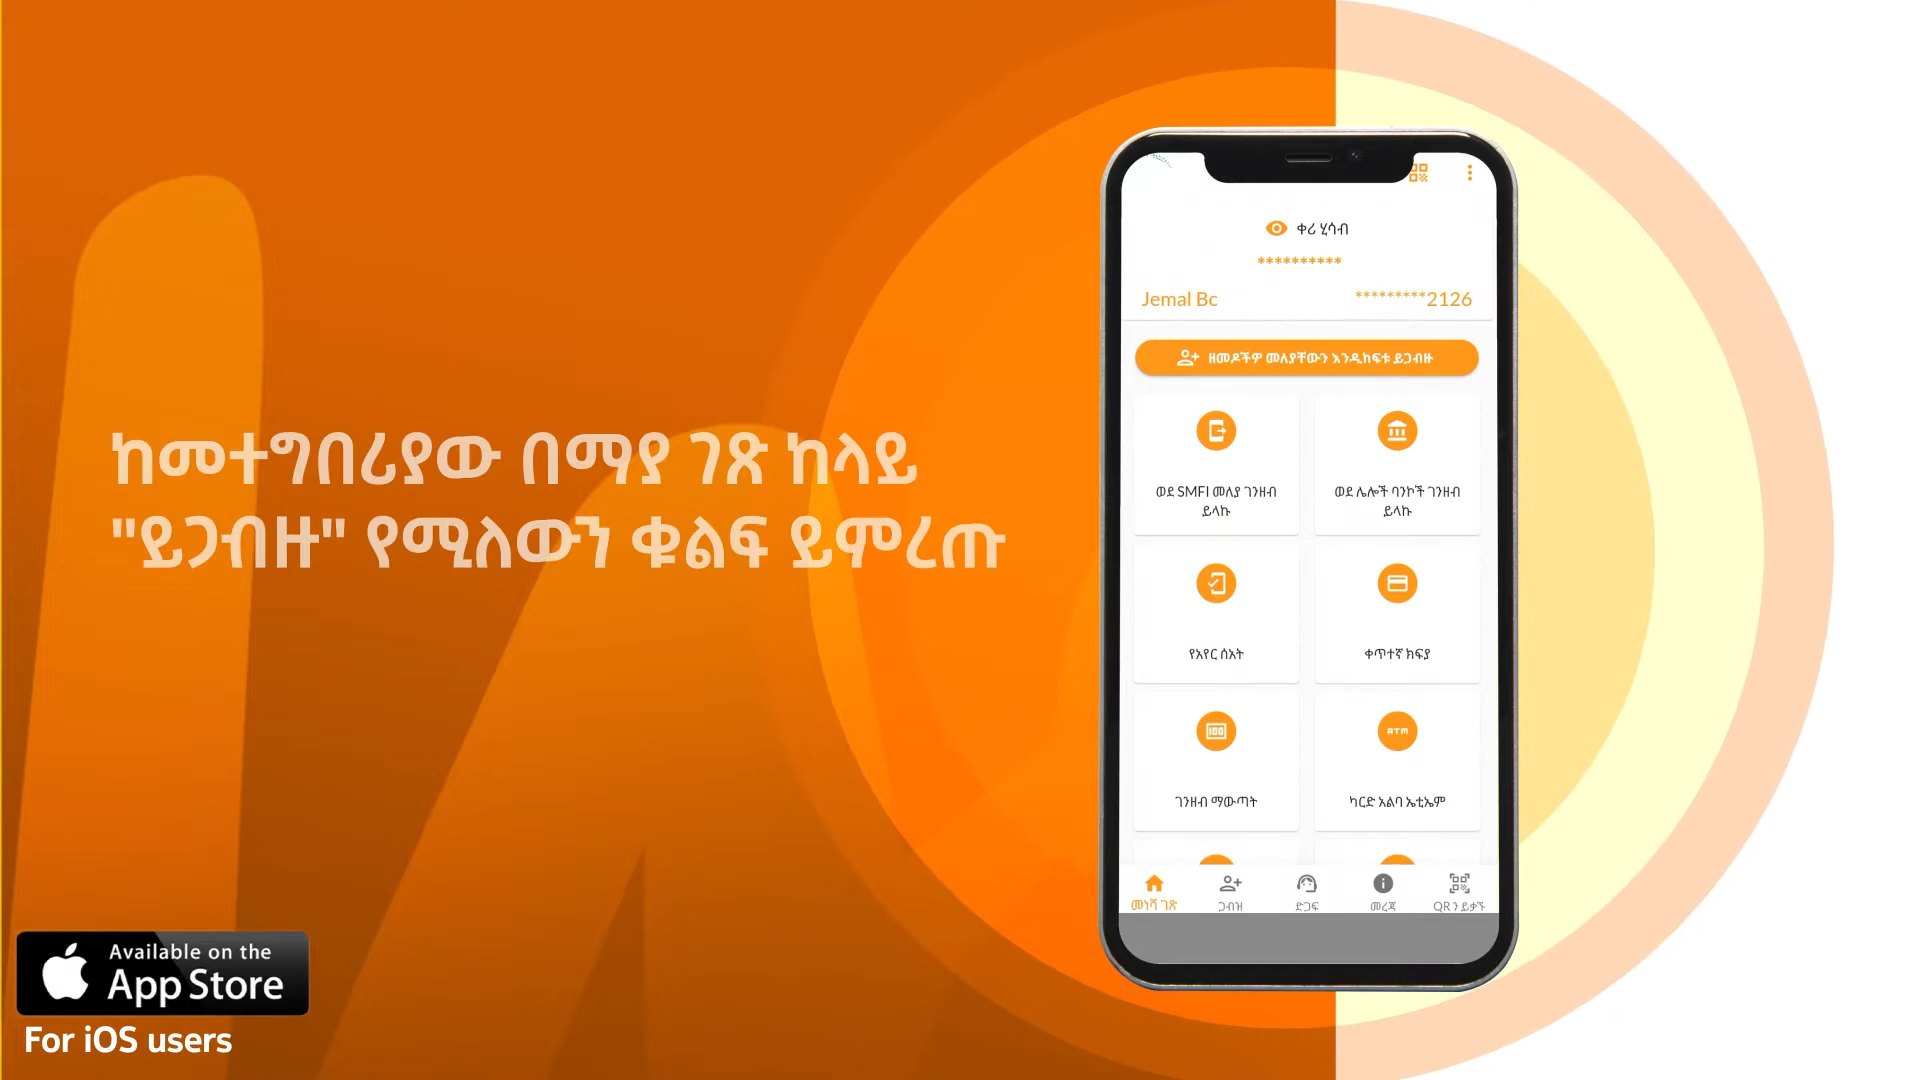 ከመተግበሪያው በማያ ገጽ ከላይ
"ይጋብዙ" የሚለውን ቁልፍ ይምረጡ
Available on the
App Store
For iOS users
ቀሪ ሂሳብ
**********
Jemal Bc *********2126
ዘመዶችዎ መለያቸውን እንዲከፍቱ ይጋብዙ
ወደ SMFI መለያ ገንዘብ
ይላኩ
ወደ ሌሎች ባንኮች ገንዘብ
ይላኩ
የአየር ሰአት
ቀጥተኛ ክፍያ
100
ATM
ገንዘብ ማውጣት
ካርድ አልባ ኤቲኤም
መነሻ ገጽ
ጋብዝ
ድጋፍ
መረጃ
QR ን ይቃኙ